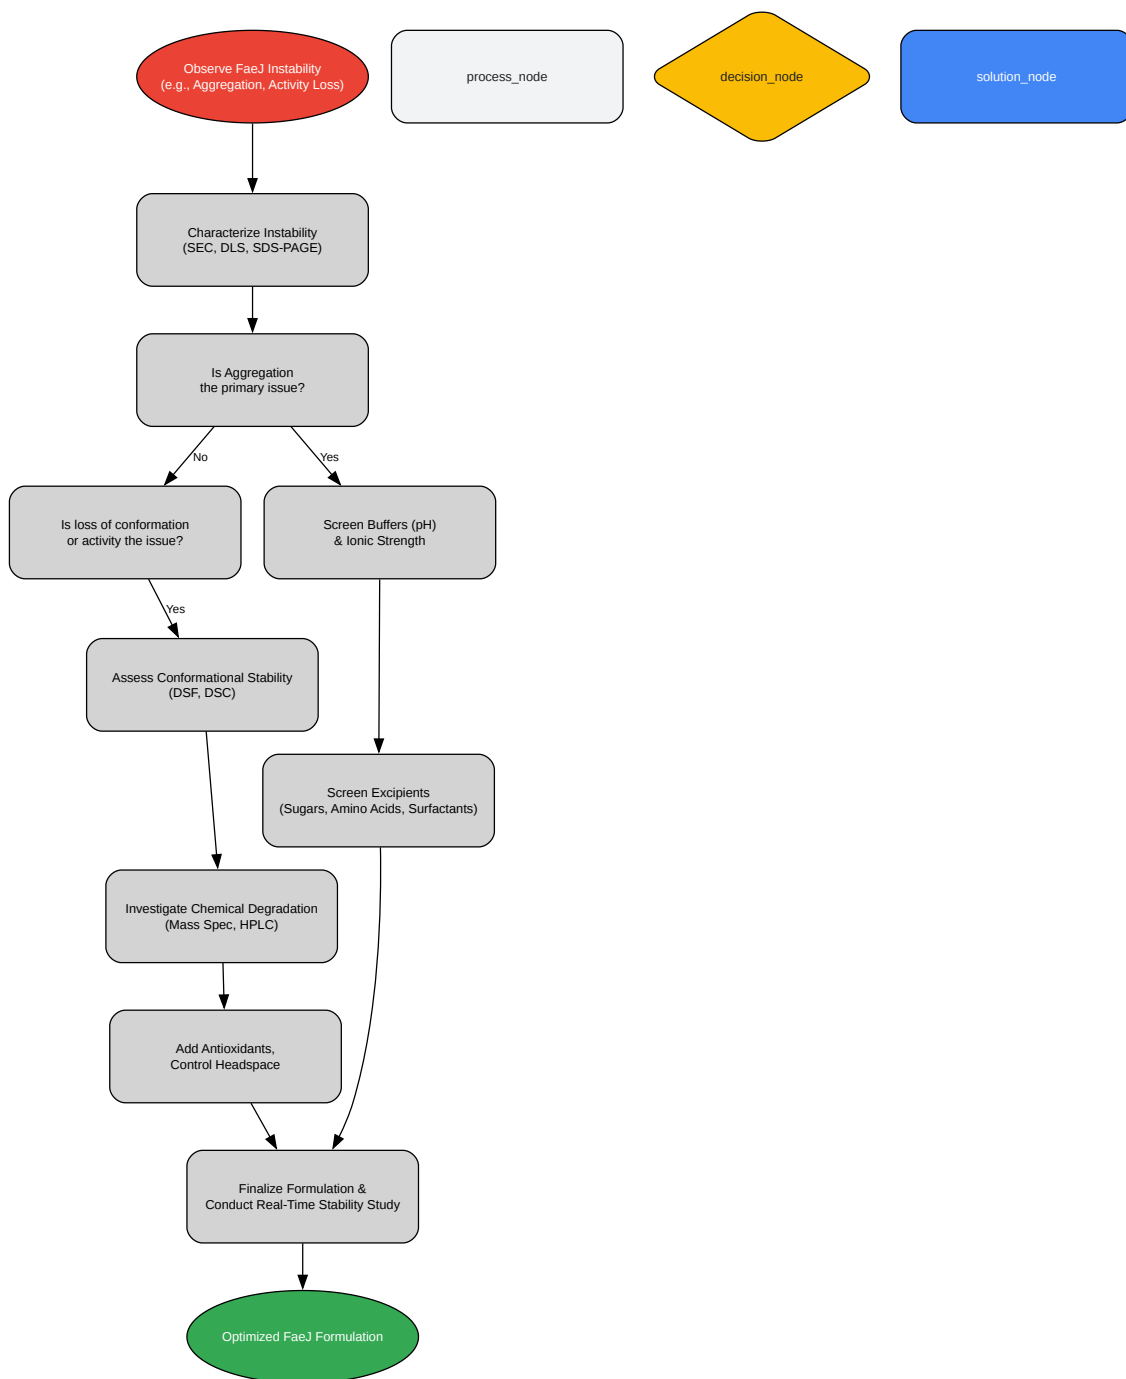 Observe FaeJ Instability
(e.g., Aggregation, Activity Loss)
process_node
decision_node
solution_node
Characterize Instability
(SEC, DLS, SDS-PAGE)
Is Aggregation
the primary issue?
No
Yes
Is loss of conformation
or activity the issue?
Screen Buffers (pH)
& Ionic Strength
Yes
Assess Conformational Stability
(DSF, DSC)
Screen Excipients
(Sugars, Amino Acids, Surfactants)
Investigate Chemical Degradation
(Mass Spec, HPLC)
Add Antioxidants,
Control Headspace
Finalize Formulation &
Conduct Real-Time Stability Study
Optimized FaeJ Formulation